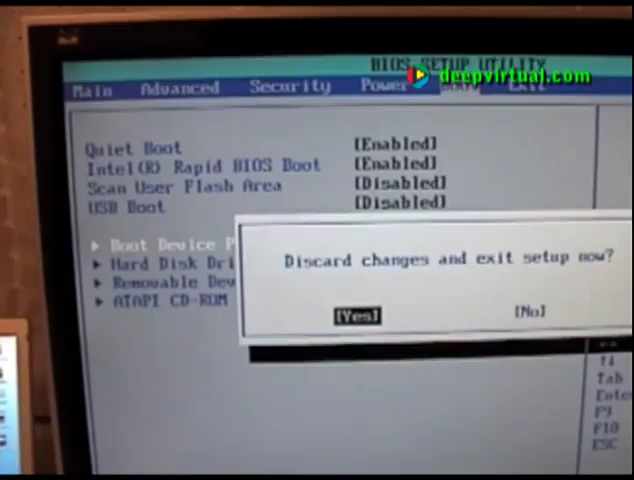 BIOS SETUP UTILITY
deepvirtual.com
Main Advanced Security Power Boot Exit
Quiet Boot [Enabled]
Intel(R) Rapid BIOS Boot [Enabled]
Scan User Flash Area [Disabled]
USB Boot [Disabled]
Boot Device P
Hard Disk Dri
Removable Dev
ATAPI CD-ROM
Discard changes and exit setup now?
[Yes] [No]
↑↓
Tab
Ente
F9
F10
ESC